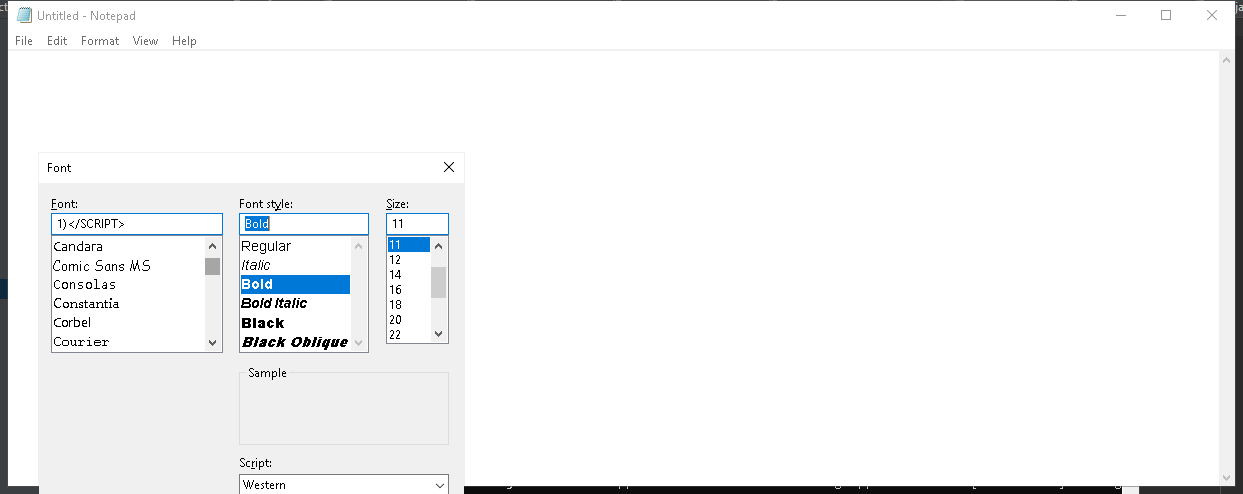 Untitled - Notepad
File Edit Format View Help
Font
Font: Font style: Size:
1)</SCRIPT> Bold 11
Candara Regular 11
Comic Sans MS Italic 12
Consolas Bold 14
Constantia Bold Italic 16
Corbel Black 18
Courier Black Oblique 20
22
Sample
Script:
Western